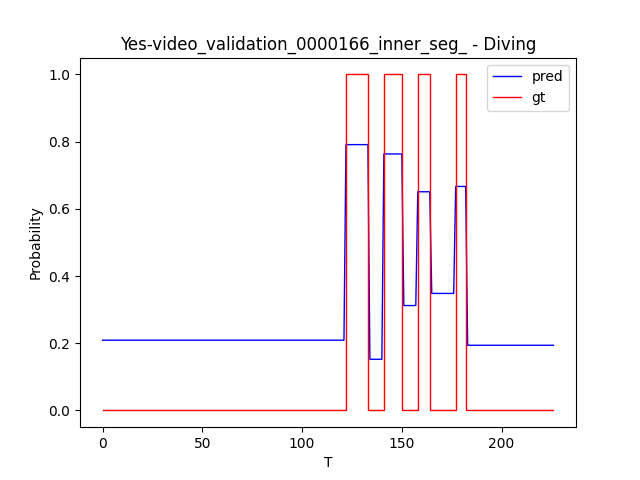 Yes-video_validation_0000166_inner_seg_ - Diving
pred
gt
1.0
0.8
0.6
0.4
0.2
0.0
Probability
0
50
100
150
200
T